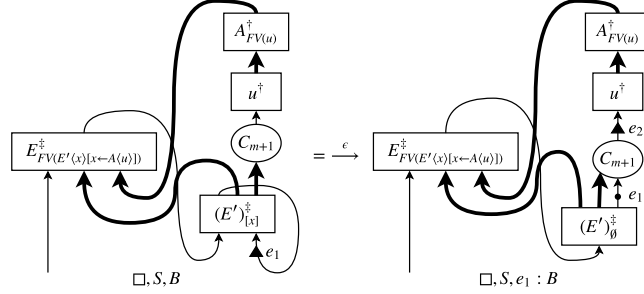 A†FV(u)
u†
Cm+1
E‡FV(E′⟨x⟩[x←A⟨u⟩])
(E′)‡[x]
e1
□, S, B
= →ϵ
A†FV(u)
u†
e2
Cm+1
E‡FV(E′⟨x⟩[x←A⟨u⟩])
e1
(E′)‡∅
□, S, e1 : B